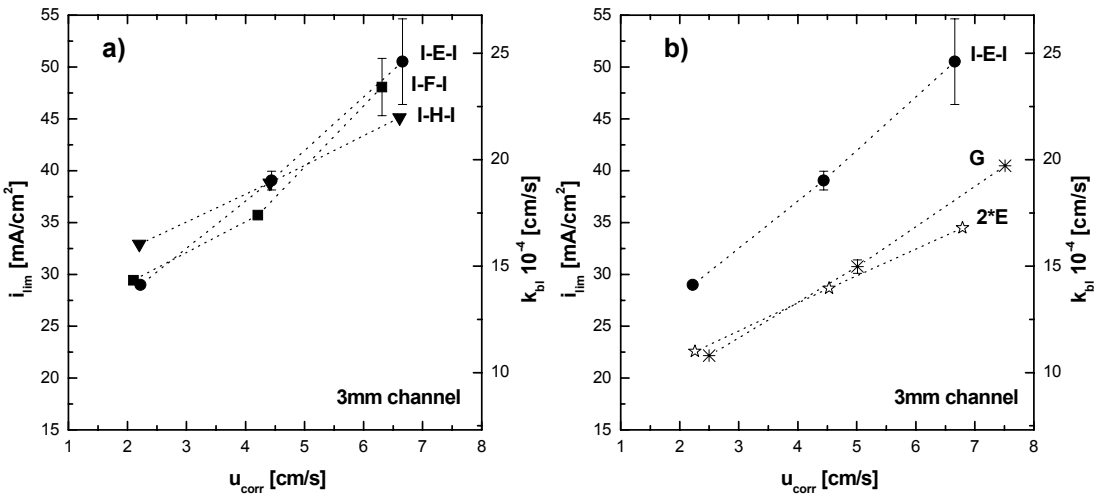 a)
I-E-I
I-F-I
I-H-I
3mm channel
55
50
45
40
35
30
25
20
15
25
20
15
10
1 2 3 4 5 6 7 8
i_lim [mA/cm²]
k_bl 10⁻⁴ [cm/s]
u_corr [cm/s]
b)
I-E-I
G
2*E
3mm channel
55
50
45
40
35
30
25
20
15
25
20
15
10
1 2 3 4 5 6 7 8
i_lim [mA/cm²]
k_bl 10⁻⁴ [cm/s]
u_corr [cm/s]